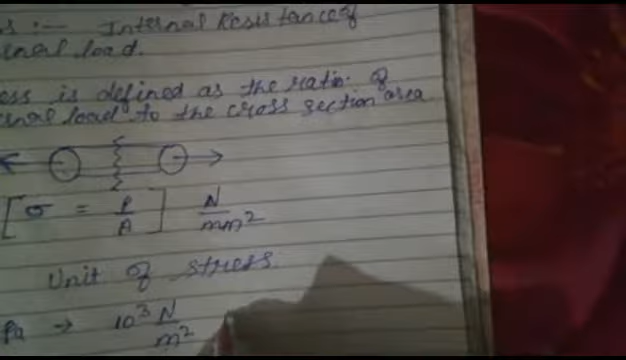 :- Internal Resistance of
load.
is defined as the ratio of
load to the cross section area
[σ = P/A] N/mm²
Unit of stress
Pa → 10³ N/m²